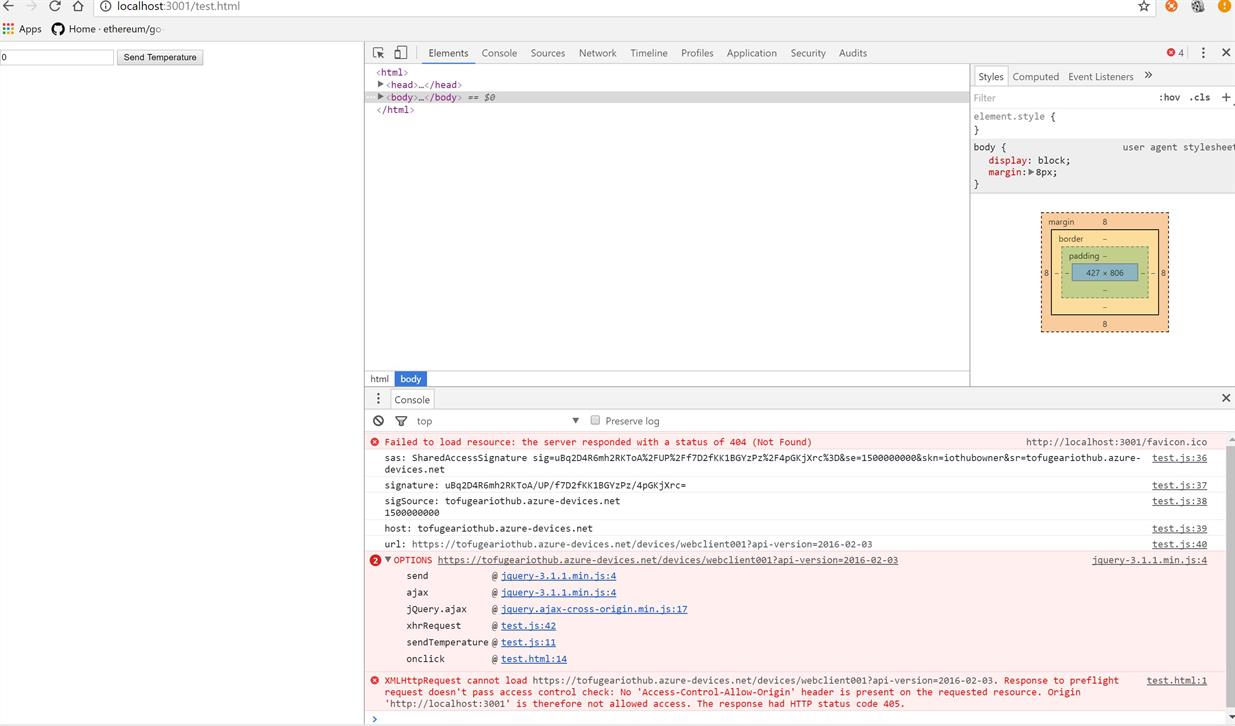 localhost:3001/test.html
Apps Home · ethereum/go
0 Send Temperature
Elements Console Sources Network Timeline Profiles Application Security Audits 4
<html>
<head>…</head>
<body>…</body> == $0
</html>
html body
Styles Computed Event Listeners »
Filter :hov .cls +
element.style {
}
body { user agent stylesheet
display: block;
margin: 8px;
}
margin 8
border –
padding –
8 – – 427 × 806 – – 8
–
–
8
Console
top Preserve log
Failed to load resource: the server responded with a status of 404 (Not Found) http://localhost:3001/favicon.ico
sas: SharedAccessSignature sig=uBq2D4R6mh2RKToA%2FUP%2Ff7D2fKK1BGYzPz%2F4pGKjXrc%3D&se=1500000000&skn=iothubowner&sr=tofugeariothub.azure- test.js:36
devices.net
signature: uBq2D4R6mh2RKToA/UP/f7D2fKK1BGYzPz/4pGKjXrc= test.js:37
sigSource: tofugeariothub.azure-devices.net test.js:38
1500000000
host: tofugeariothub.azure-devices.net test.js:39
url: https://tofugeariothub.azure-devices.net/devices/webclient001?api-version=2016-02-03 test.js:40
2 OPTIONS https://tofugeariothub.azure-devices.net/devices/webclient001?api-version=2016-02-03 jquery-3.1.1.min.js:4
send @ jquery-3.1.1.min.js:4
ajax @ jquery-3.1.1.min.js:4
jQuery.ajax @ jquery.ajax-cross-origin.min.js:17
xhrRequest @ test.js:42
sendTemperature @ test.js:11
onclick @ test.html:14
XMLHttpRequest cannot load https://tofugeariothub.azure-devices.net/devices/webclient001?api-version=2016-02-03. Response to preflight test.html:1
request doesn't pass access control check: No 'Access-Control-Allow-Origin' header is present on the requested resource. Origin
'http://localhost:3001' is therefore not allowed access. The response had HTTP status code 405.